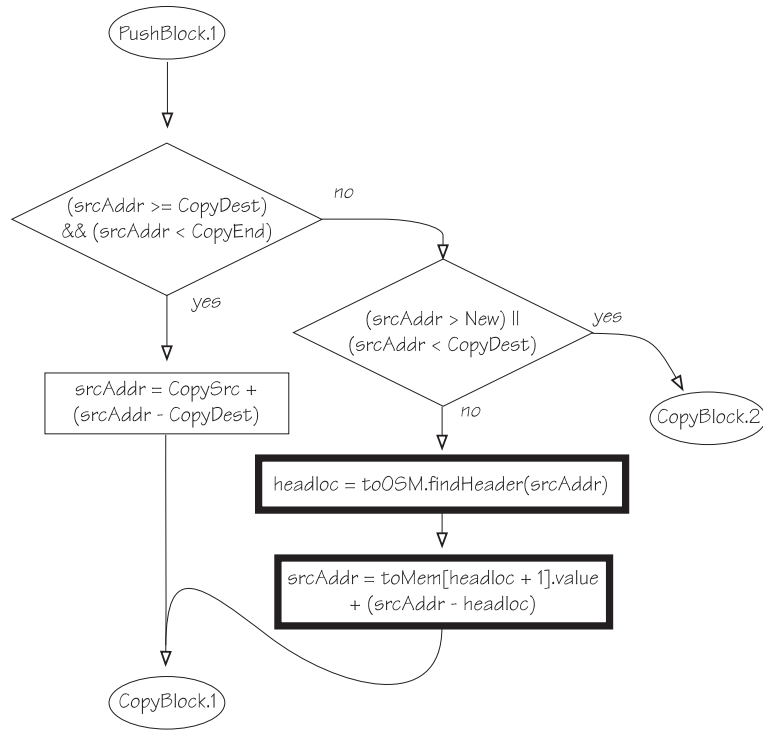 PushBlock.1
(srcAddr >= CopyDest)
&& (srcAddr < CopyEnd)
no
yes
(srcAddr > New) ||
(srcAddr < CopyDest)
yes
no
srcAddr = CopySrc +
(srcAddr - CopyDest)
CopyBlock.2
headloc = toOSM.findHeader(srcAddr)
srcAddr = toMem[headloc + 1].value
+ (srcAddr - headloc)
CopyBlock.1